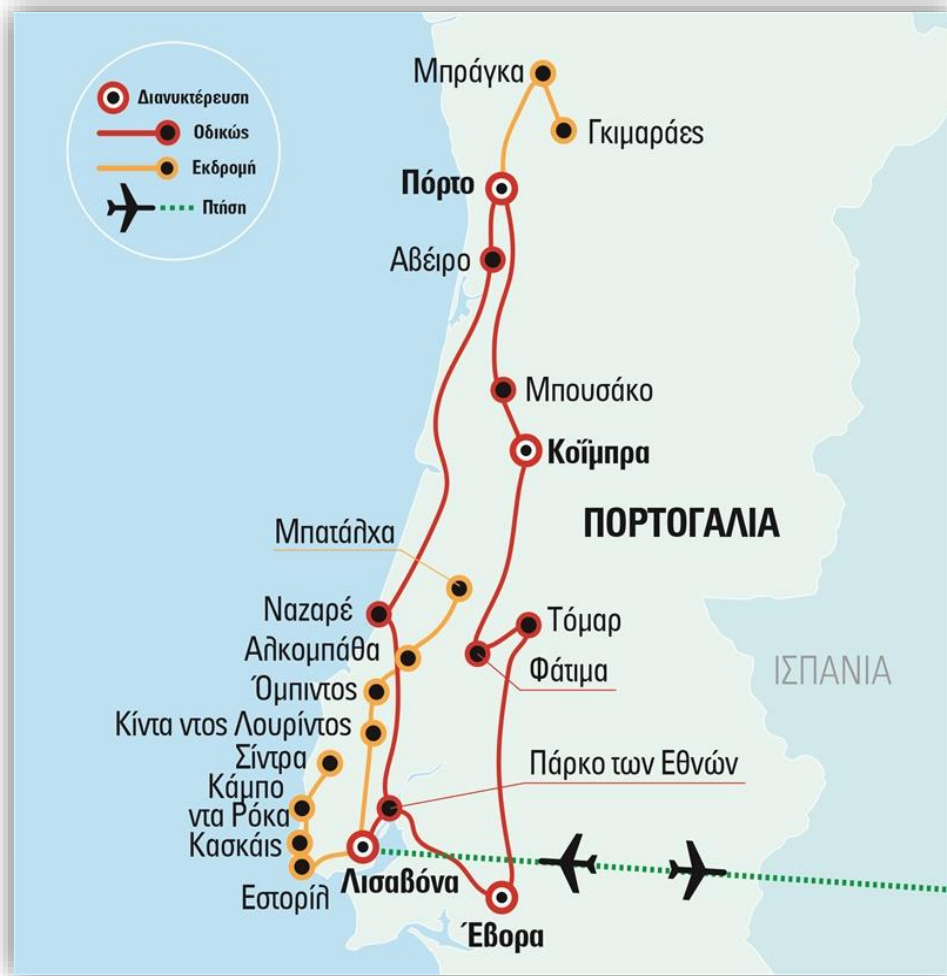 Διανυκτέρευση
Οδικώς
Εκδρομή
Πτήση
Μπράγκα
Γκιμαράες
Πόρτο
Αβέιρο
Μπουσάκο
Κοΐμπρα
ΠΟΡΤΟΓΑΛΙΑ
Μπατάλχα
Ναζαρέ
Τόμαρ
Αλκομπάθα
Φάτιμα
ΙΣΠΑΝΙΑ
Όμπιντος
Κίντα ντος Λουρίντος
Σίντρα
Πάρκο των Εθνών
Κάμπο
ντα Ρόκα
Κασκάις
Εστορίλ
Λισαβόνα
Έβορα